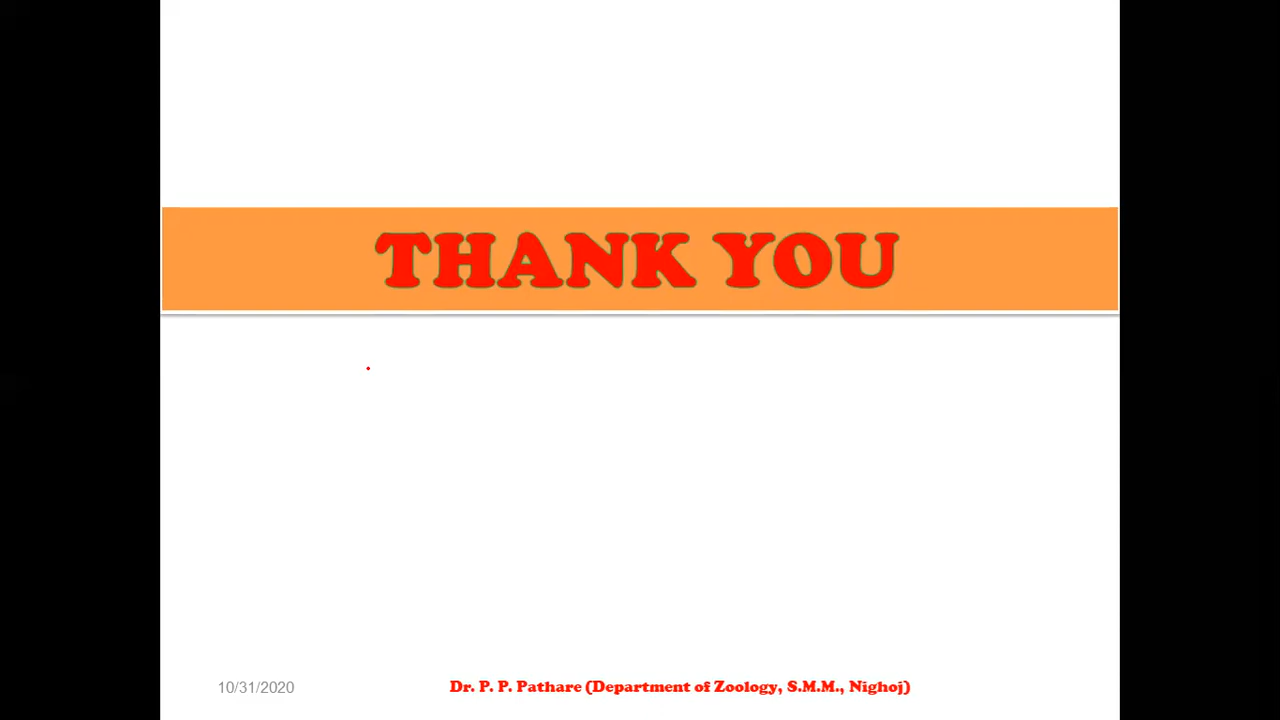 THANK YOU
10/31/2020
Dr. P. P. Pathare (Department of Zoology, S.M.M., Nighoj)